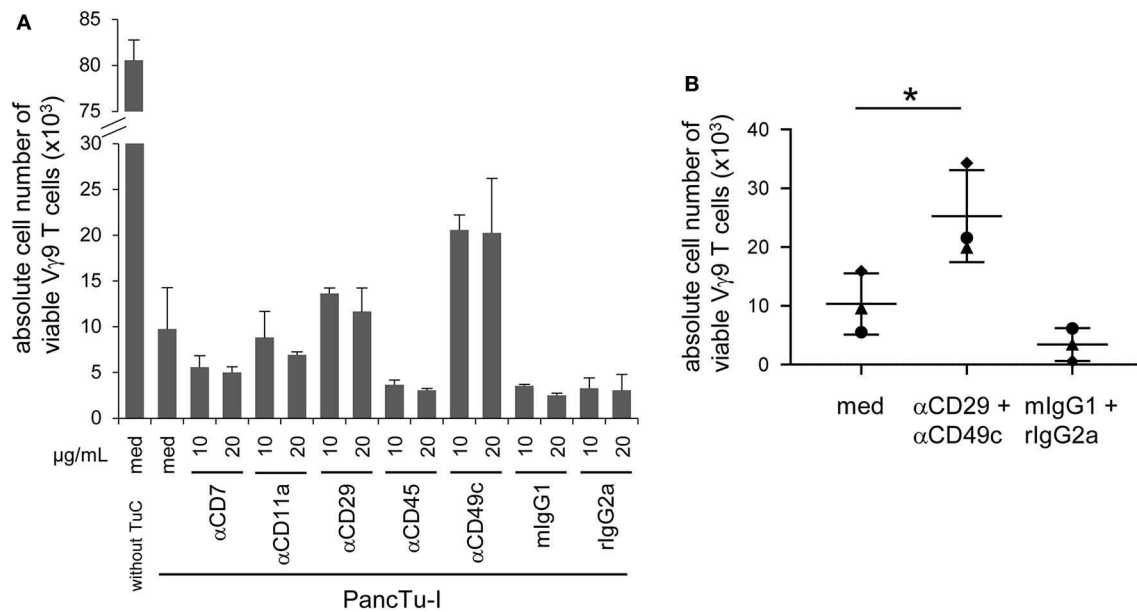 A
absolute cell number of
viable Vγ9 T cells (x10³)
85
80
75
30
25
20
15
10
5
0
µg/mL
med
med
10
20
10
20
10
20
10
20
10
20
10
20
10
20
without TuC
αCD7
αCD11a
αCD29
αCD45
αCD49c
mIgG1
rIgG2a
PancTu-I
B
absolute cell number of
viable Vγ9 T cells (x10³)
*
40
30
20
10
0
med
αCD29 +
αCD49c
mIgG1 +
rIgG2a